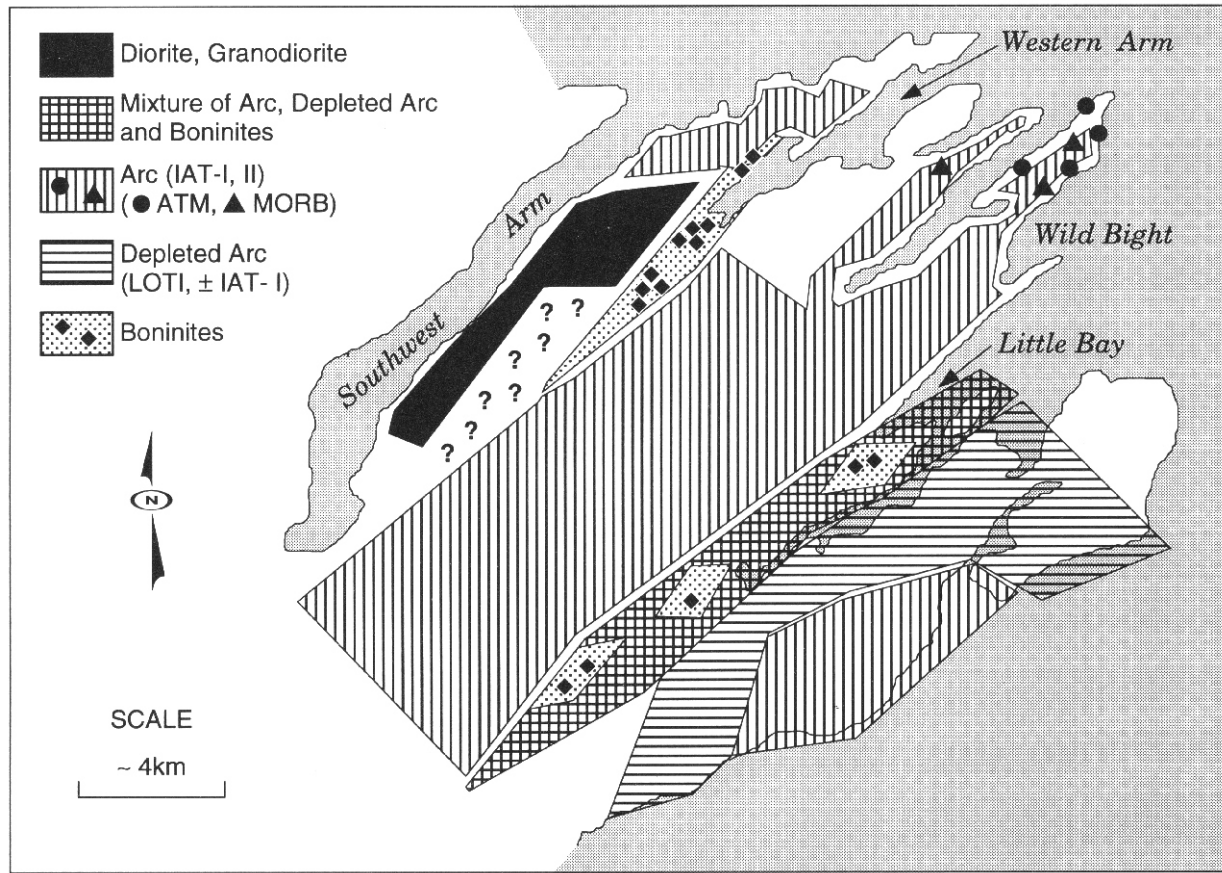 Diorite, Granodiorite
Mixture of Arc, Depleted Arc
and Boninites
Arc (IAT-I, II)
(● ATM, ▲ MORB)
Depleted Arc
(LOTI, ± IAT- I)
Boninites
Western Arm
Southwest Arm
Wild Bight
Little Bay
? ?
? ?
? ?
? ?
?
N
SCALE
~ 4km